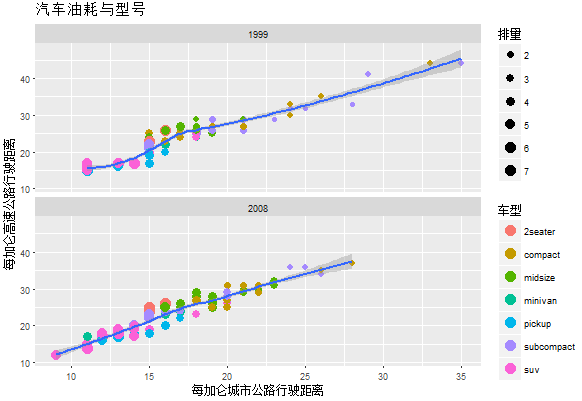 汽车油耗与型号
1999
40
30
20
10
2008
40
30
20
10
10 15 20 25 30 35
每加仑城市公路行驶距离
每加仑高速公路行驶距离
排量
2
3
4
5
6
7
车型
2seater
compact
midsize
minivan
pickup
subcompact
suv